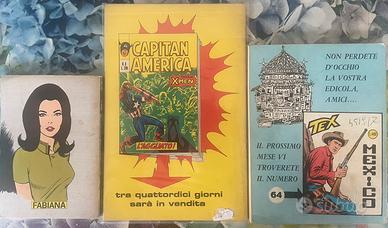 FABIANA
CAPITAN
AMERICA
X-MEN
L'AGGUATO!
tra quattordici giorni
sarà in vendita
NON PERDETE
D'OCCHIO
LA VOSTRA
EDICOLA,
AMICI....
IL PROSSIMO
MESE VI
TROVERETE
IL NUMERO
64
TEX
MEXICO